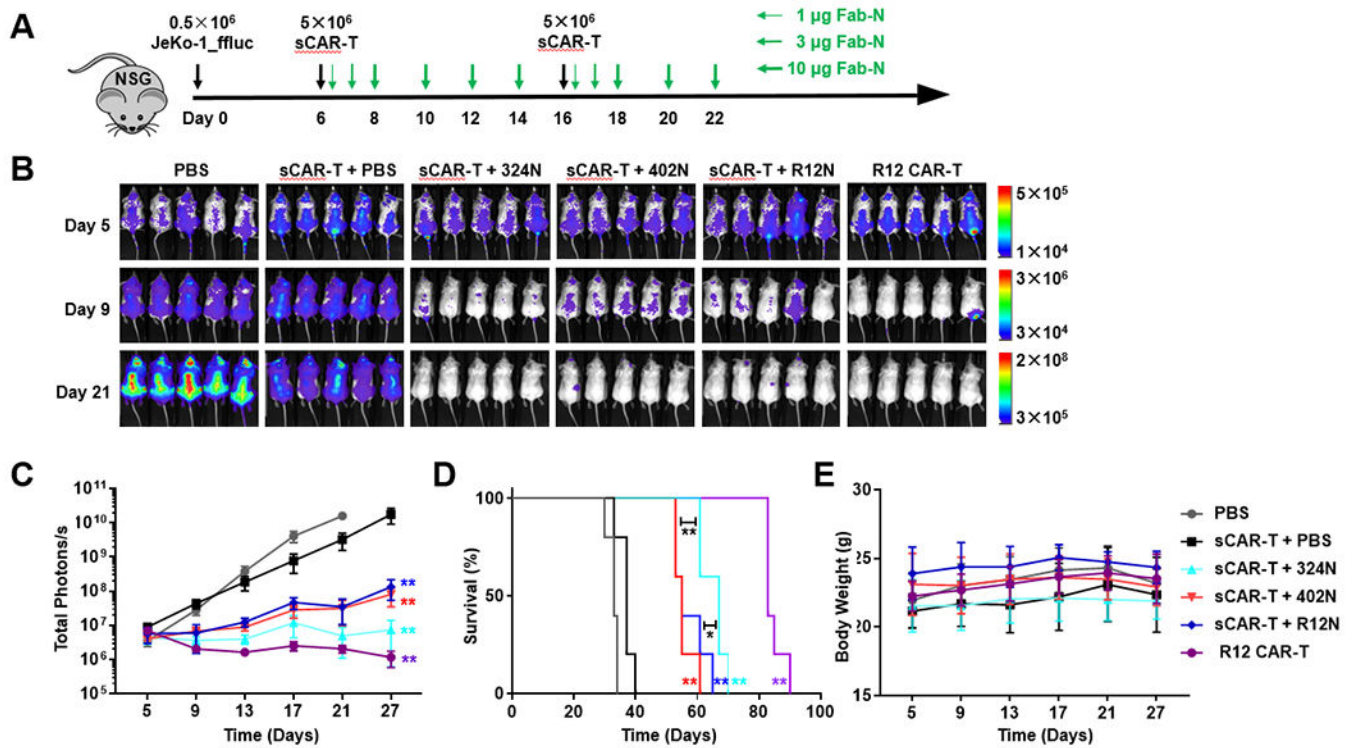 A
0.5×10⁶
JeKo-1_ffluc
5×10⁶
sCAR-T
5×10⁶
sCAR-T
1 µg Fab-N
3 µg Fab-N
10 µg Fab-N
NSG
Day 0 6 8 10 12 14 16 18 20 22
B
PBS sCAR-T + PBS sCAR-T + 324N sCAR-T + 402N sCAR-T + R12N R12 CAR-T
Day 5
5×10⁵
1×10⁴
Day 9
3×10⁶
3×10⁴
Day 21
2×10⁸
3×10⁵
C
Total Photons/s
10¹¹
10¹⁰
10⁹
10⁸
10⁷
10⁶
10⁵
**
**
**
**
5 9 13 17 21 27
Time (Days)
D
Survival (%)
100
50
0
**
*
** ** ** **
0 20 40 60 80 100
Time (Days)
E
Body Weight (g)
30
25
20
15
5 9 13 17 21 27
Time (Days)
PBS
sCAR-T + PBS
sCAR-T + 324N
sCAR-T + 402N
sCAR-T + R12N
R12 CAR-T